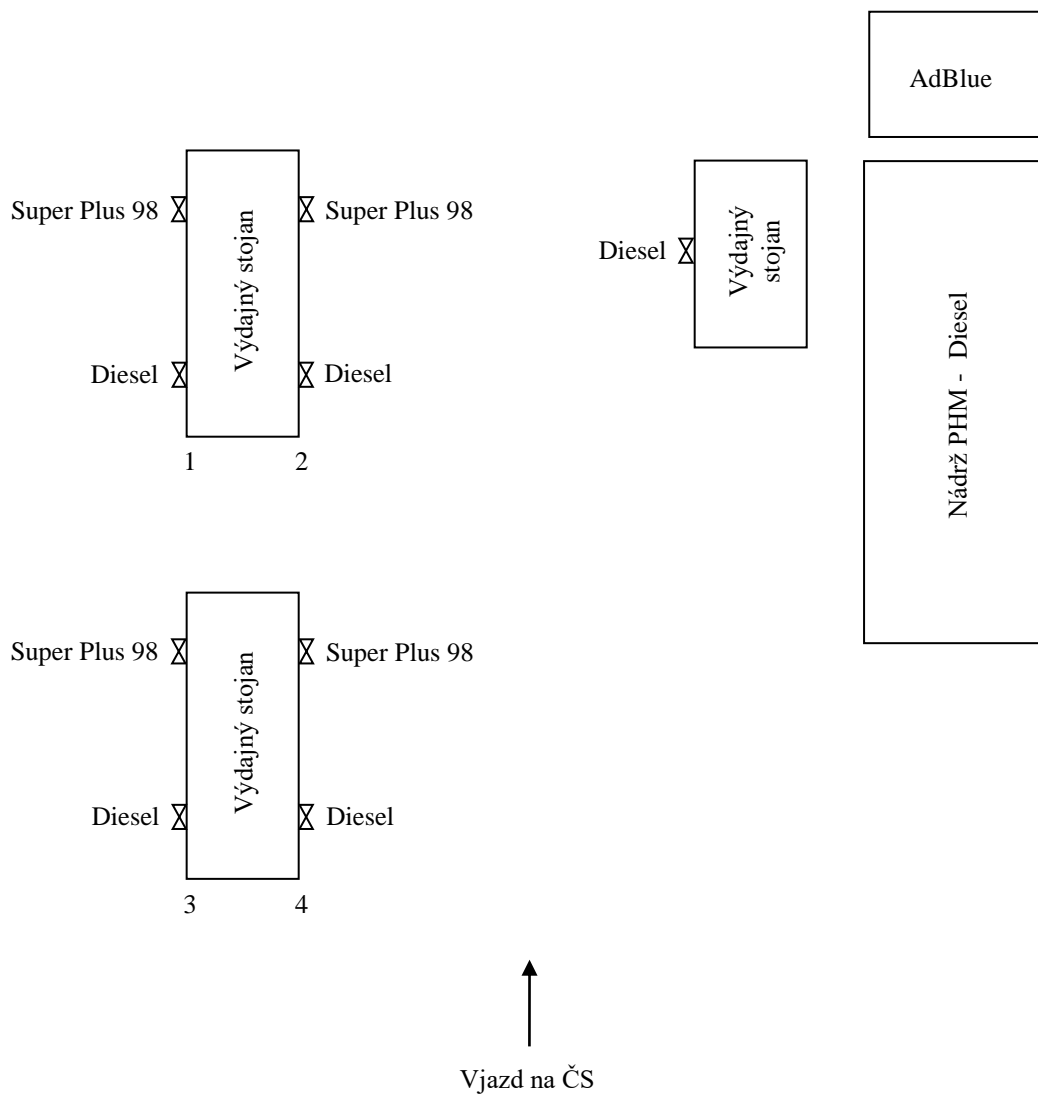 AdBlue
Super Plus 98
Výdajný stojan
Super Plus 98
Diesel
Výdajný
stojan
Diesel
Diesel
1
2
Nádrž PHM - Diesel
Super Plus 98
Výdajný stojan
Super Plus 98
Diesel
Diesel
3
4
Vjazd na ČS